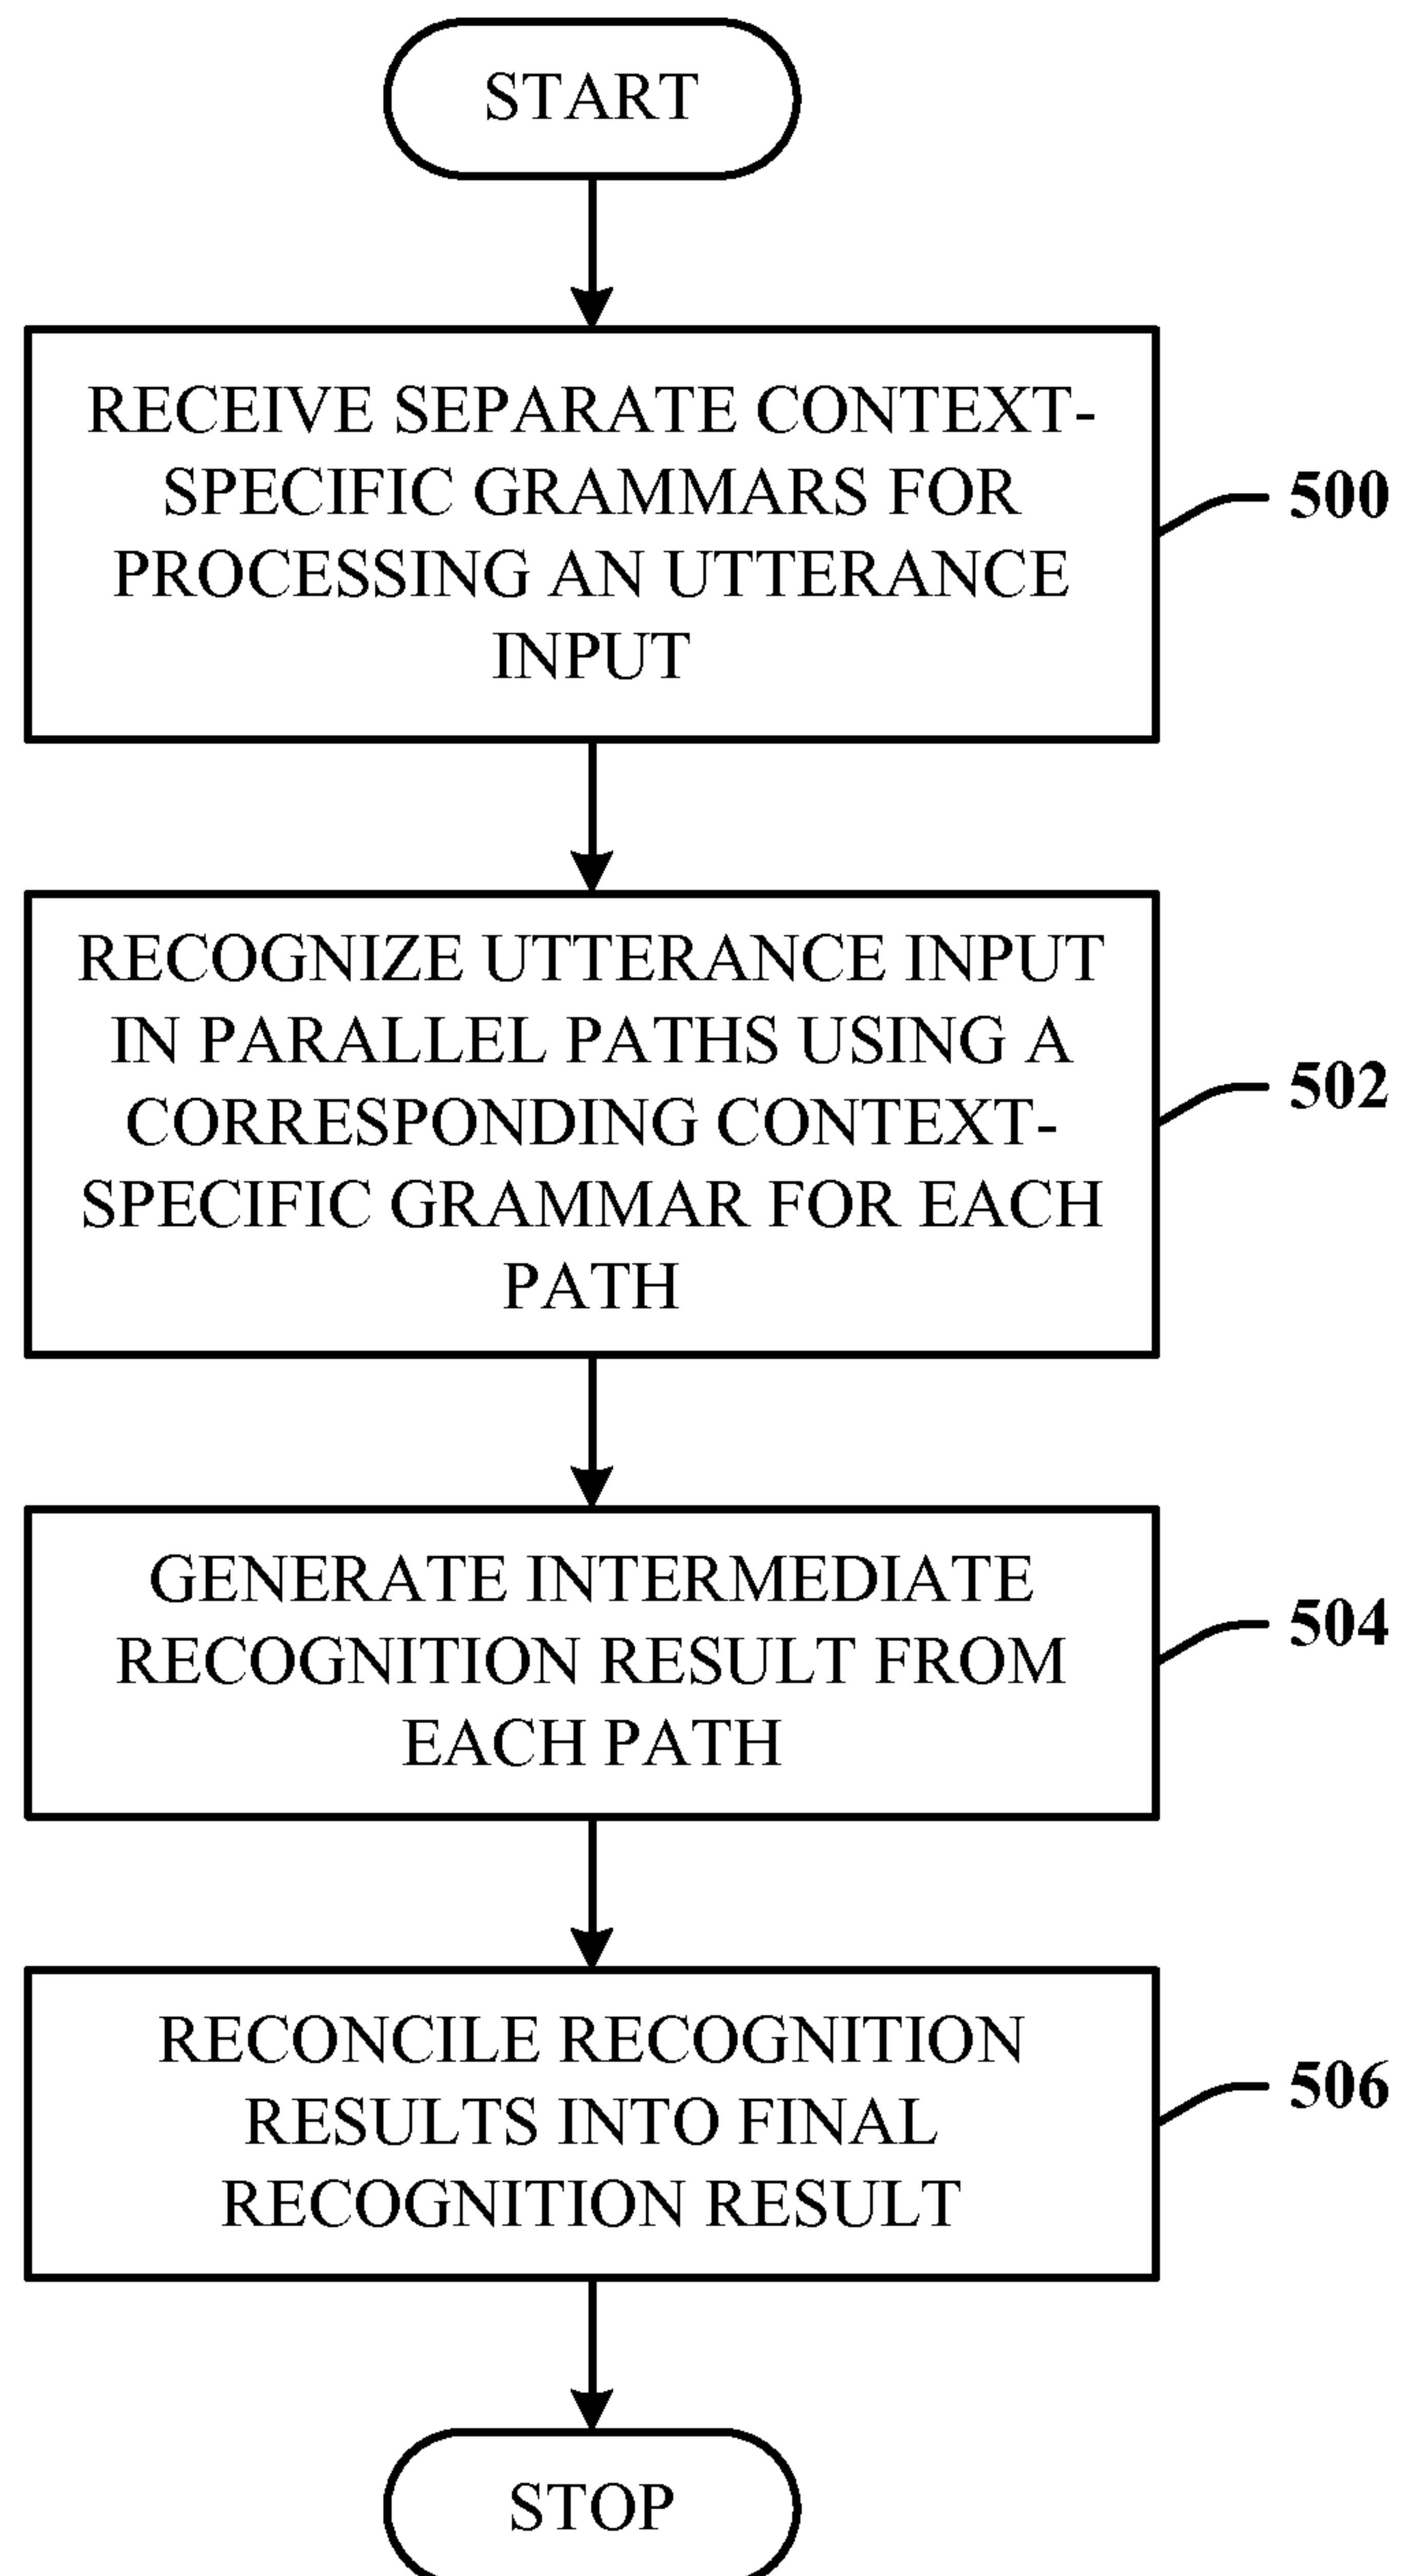 START
RECEIVE SEPARATE CONTEXT-
SPECIFIC GRAMMARS FOR
PROCESSING AN UTTERANCE
INPUT
500
RECOGNIZE UTTERANCE INPUT
IN PARALLEL PATHS USING A
CORRESPONDING CONTEXT-
SPECIFIC GRAMMAR FOR EACH
PATH
502
GENERATE INTERMEDIATE
RECOGNITION RESULT FROM
EACH PATH
504
RECONCILE RECOGNITION
RESULTS INTO FINAL
RECOGNITION RESULT
506
STOP